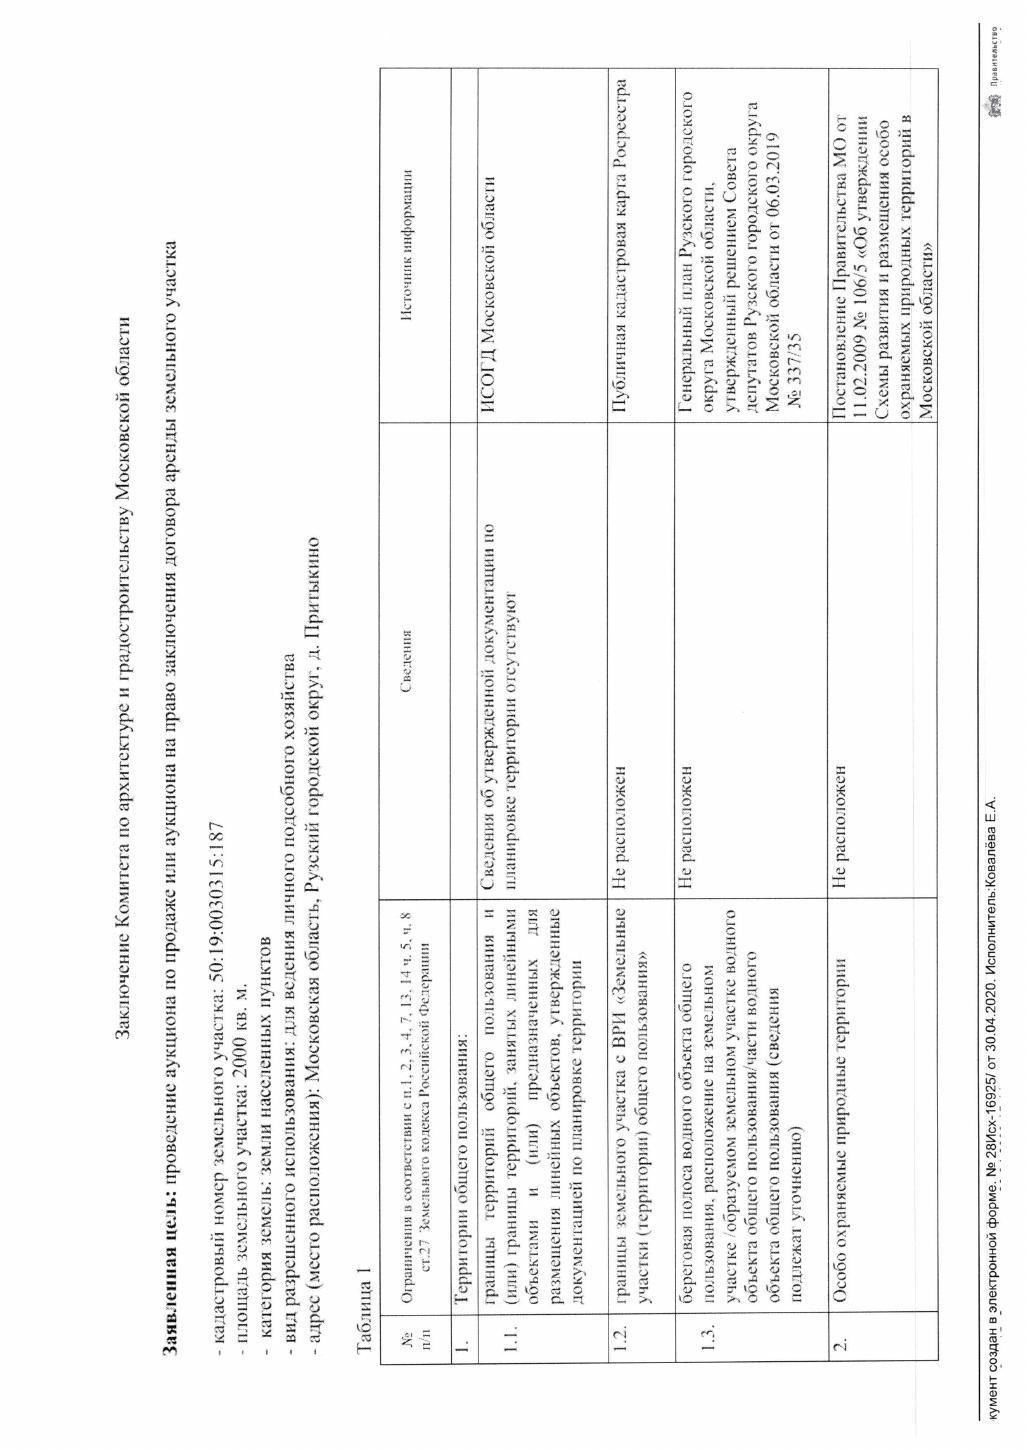 Заключение Комитета по архитектуре и градостроительству Московской области
Заявленная цель: проведение аукциона по продаже или аукциона на право заключения договора аренды земельного участка
- кадастровый номер земельного участка: 50:19:0030315:187
- площадь земельного участка: 2000 кв. м.
- категория земель: земли населенных пунктов
- вид разрешенного использования: для ведения личного подсобного хозяйства
- адрес (место расположения): Московская область, Рузский городской округ, д. Притыкино
Таблица 1
№
п/п
Ограничения в соответствии с п.1, 2, 3, 4, 7, 13, 14 ч. 5, ч. 8
ст.27 Земельного кодекса Российской Федерации
Сведения
Источник информации
1.
Территории общего пользования:
1.1.
границы территорий общего пользования и
(или) границы территорий, занятых линейными
объектами и (или) предназначенных для
размещения линейных объектов, утвержденные
документацией по планировке территории
Сведения об утвержденной документации по
планировке территории отсутствуют
ИСОГД Московской области
1.2.
границы земельного участка с ВРИ «Земельные
участки (территории) общего пользования»
Не расположен
Публичная кадастровая карта Росреестра
1.3.
береговая полоса водного объекта общего
пользования, расположение на земельном
участке /образуемом земельном участке водного
объекта общего пользования/части водного
объекта общего пользования (сведения
подлежат уточнению)
Не расположен
Генеральный план Рузского городского
округа Московской области,
утвержденный решением Совета
депутатов Рузского городского округа
Московской области от 06.03.2019
№ 337/35
2.
Особо охраняемые природные территории
Не расположен
Постановление Правительства МО от
11.02.2009 № 106/5 «Об утверждении
Схемы развития и размещения особо
охраняемых природных территорий в
Московской области»
кумент создан в электронной форме. № 28Исх-16925/ от 30.04.2020. Исполнитель:Ковалёва Е.А.
Правительство